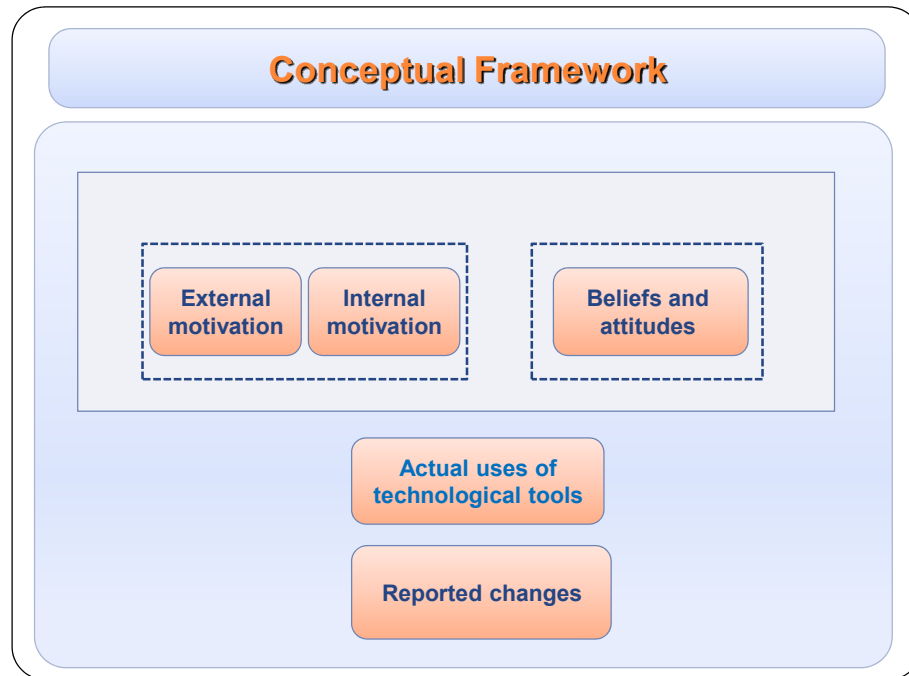 Conceptual Framework
External
motivation
Internal
motivation
Beliefs and
attitudes
Actual uses of
technological tools
Reported changes